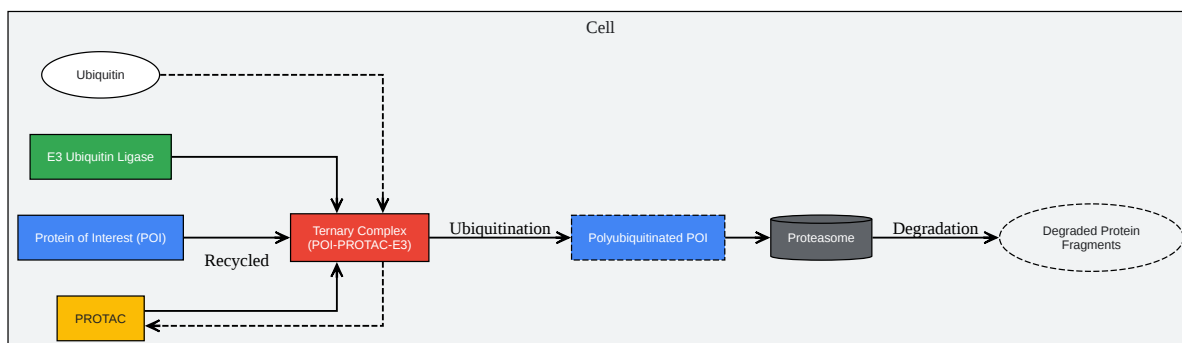 Cell
Ubiquitin
E3 Ubiquitin Ligase
Protein of Interest (POI)
Recycled
PROTAC
Ternary Complex
(POI-PROTAC-E3)
Ubiquitination
Polyubiquitinated POI
Proteasome
Degradation
Degraded Protein
Fragments